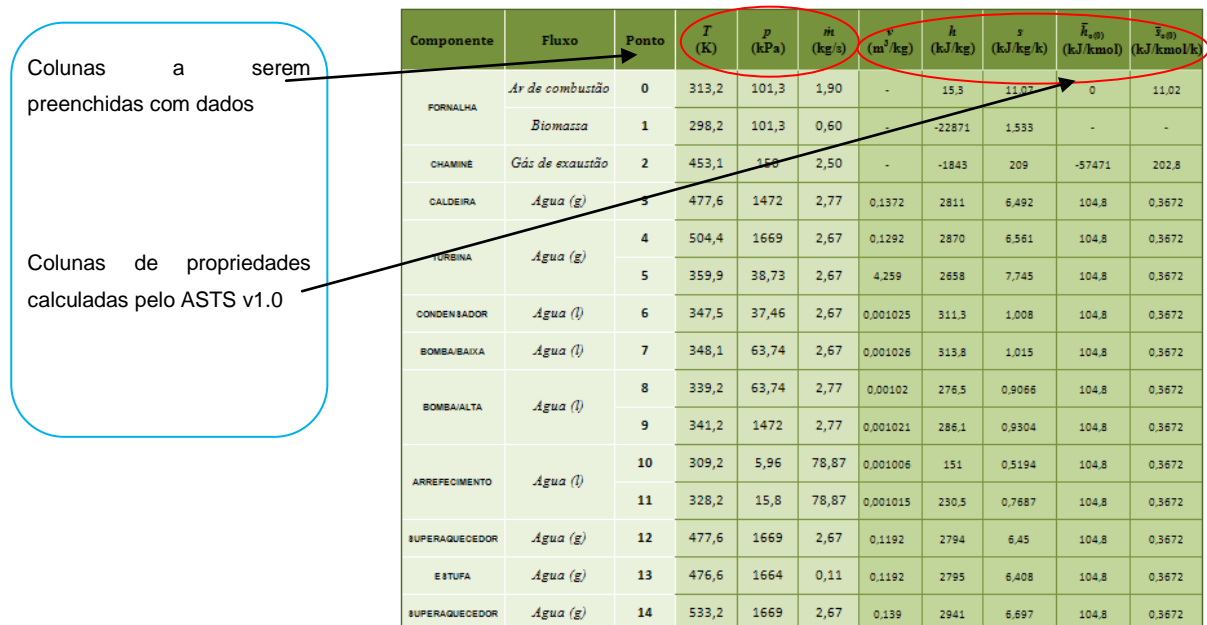 Colunas a serem
preenchidas com dados
Colunas de propriedades
calculadas pelo ASTS v1.0
Componente Fluxo Ponto T (K) p (kPa) ṁ (kg/s) v (m³/kg) h (kJ/kg) s (kJ/kg/k) h̄ₒ₍₀₎ (kJ/kmol) s̄ₒ₍₀₎ (kJ/kmol/k)
FORNALHA Ar de combustão 0 313,2 101,3 1,90 - 15,3 11,07 0 11,02
Biomassa 1 298,2 101,3 0,60 - -22871 1,533 - -
CHAMINÉ Gás de exaustão 2 453,1 150 2,50 - -1843 209 -57471 202,8
CALDEIRA Água (g) 3 477,6 1472 2,77 0,1372 2811 6,492 104,8 0,3672
TURBINA Água (g) 4 504,4 1669 2,67 0,1292 2870 6,561 104,8 0,3672
5 359,9 38,73 2,67 4,259 2658 7,745 104,8 0,3672
CONDENSADOR Água (l) 6 347,5 37,46 2,67 0,001025 311,3 1,008 104,8 0,3672
BOMBA/BAIXA Água (l) 7 348,1 63,74 2,67 0,001026 313,8 1,015 104,8 0,3672
BOMBA/ALTA Água (l) 8 339,2 63,74 2,77 0,00102 276,5 0,9066 104,8 0,3672
9 341,2 1472 2,77 0,001021 286,1 0,9304 104,8 0,3672
ARREFECIMENTO Água (l) 10 309,2 5,96 78,87 0,001006 151 0,5194 104,8 0,3672
11 328,2 15,8 78,87 0,001015 230,5 0,7687 104,8 0,3672
SUPERAQUECEDOR Água (g) 12 477,6 1669 2,67 0,1192 2794 6,45 104,8 0,3672
ESTUFA Água (g) 13 476,6 1664 0,11 0,1192 2795 6,408 104,8 0,3672
SUPERAQUECEDOR Água (g) 14 533,2 1669 2,67 0,139 2941 6,697 104,8 0,3672